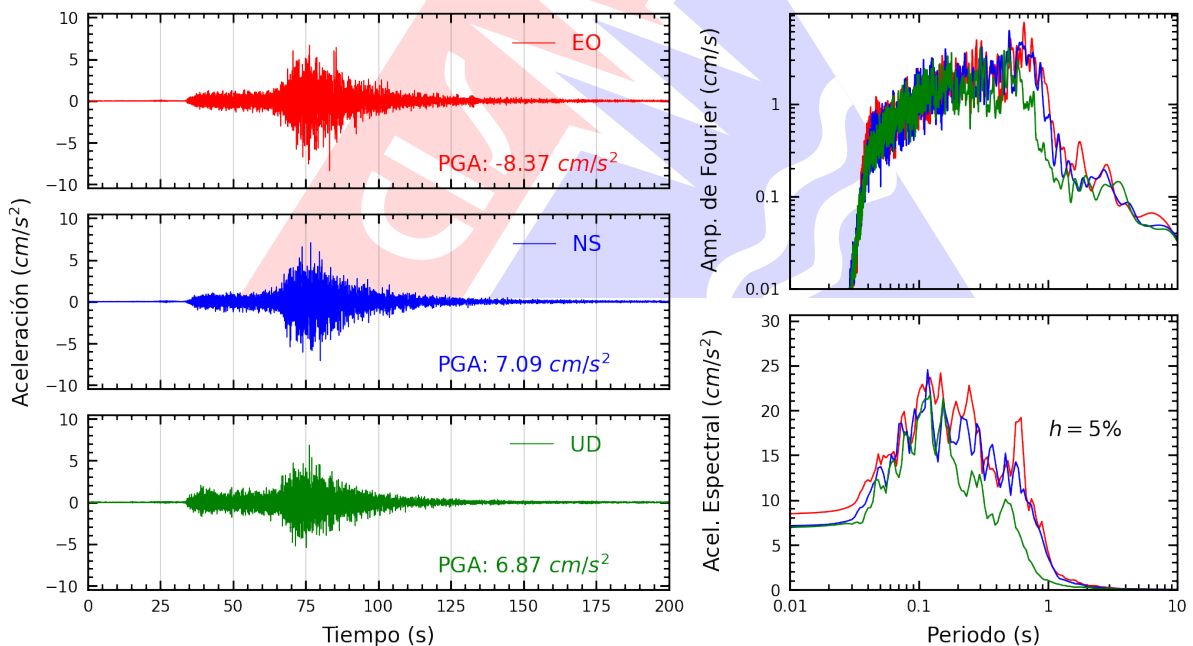 Aceleración (cm/s²)
10
5
0
−5
−10
EO
PGA: -8.37 cm/s²
10
5
0
−5
−10
NS
PGA: 7.09 cm/s²
10
5
0
−5
−10
UD
PGA: 6.87 cm/s²
0 25 50 75 100 125 150 175 200
Tiempo (s)
Amp. de Fourier (cm/s)
1
0.1
0.01
Acel. Espectral (cm/s²)
30
25
20
15
10
5
0
h = 5%
0.01 0.1 1 10
Periodo (s)